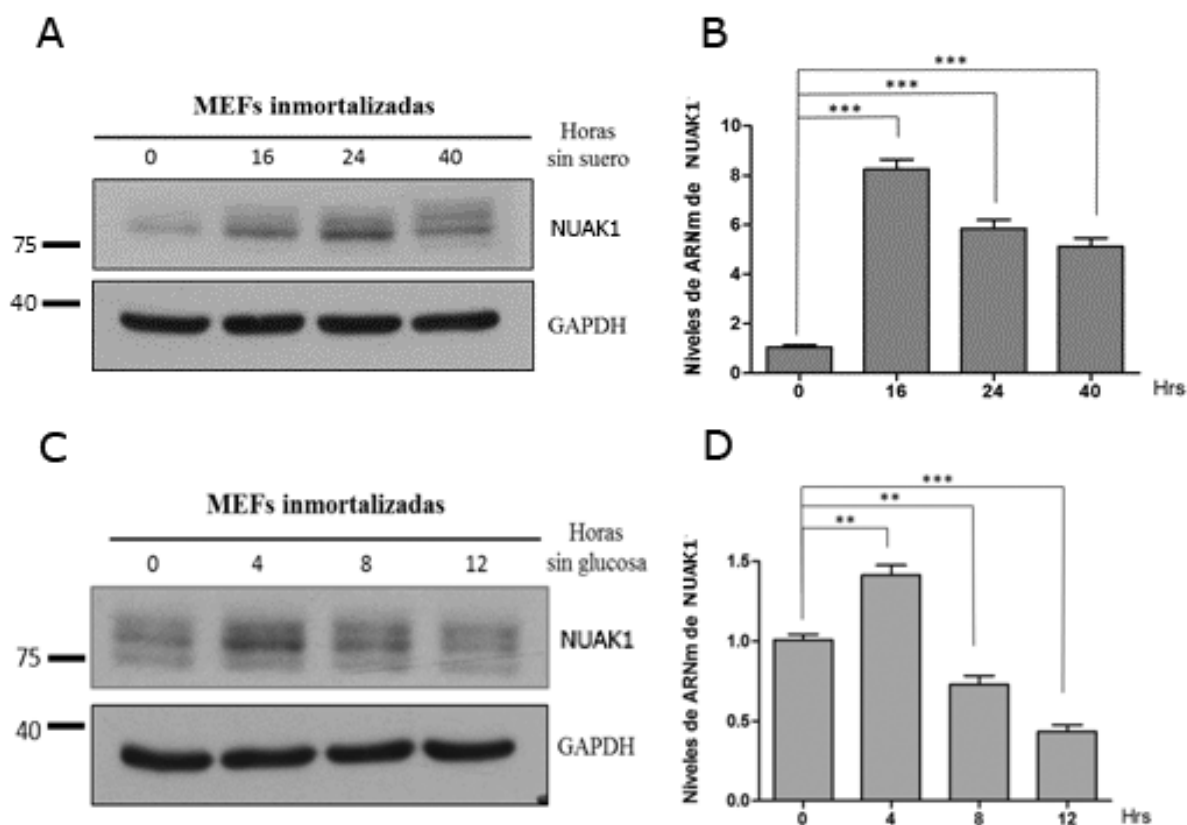 A
MEFs inmortalizadas
Horas
sin suero
0 16 24 40
NUAK1
75
40
GAPDH
B
***
***
***
Niveles de ARNm de NUAK1
10
8
6
4
2
0
0 16 24 40 Hrs
C
MEFs inmortalizadas
Horas
sin glucosa
0 4 8 12
NUAK1
75
40
GAPDH
D
***
**
**
Niveles de ARNm de NUAK1
1.5
1.0
0.5
0.0
0 4 8 12 Hrs